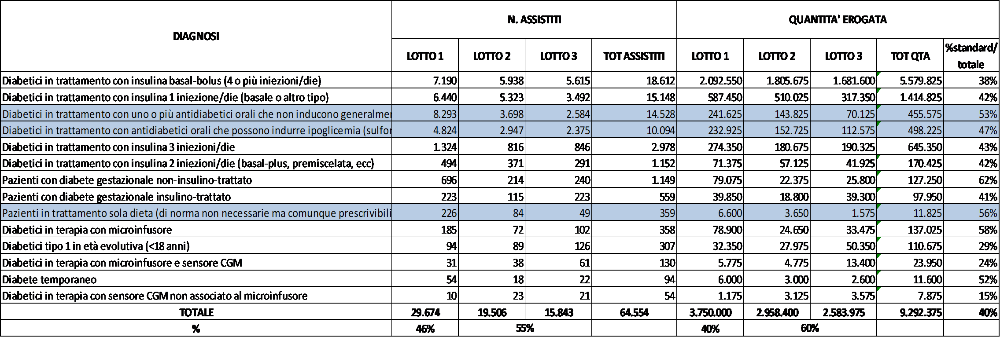 DIAGNOSI N. ASSISTITI QUANTITA' EROGATA
LOTTO 1 LOTTO 2 LOTTO 3 TOT ASSISTITI LOTTO 1 LOTTO 2 LOTTO 3 TOT QTA %standard/
totale
Diabetici in trattamento con insulina basal-bolus (4 o più iniezioni/die) 7.190 5.938 5.615 18.612 2.092.550 1.805.675 1.681.600 5.579.825 38%
Diabetici in trattamento con insulina 1 iniezione/die (basale o altro tipo) 6.440 5.323 3.492 15.148 587.450 510.025 317.350 1.414.825 42%
Diabetici in trattamento con uno o più antidiabetici orali che non inducono generalmen 8.293 3.698 2.584 14.528 241.625 143.825 70.125 455.575 53%
Diabetici in trattamento con antidiabetici orali che possono indurre ipoglicemia (sulfor 4.824 2.947 2.375 10.094 232.925 152.725 112.575 498.225 47%
Diabetici in trattamento con insulina 3 iniezioni/die 1.324 816 846 2.978 274.350 180.675 190.325 645.350 43%
Diabetici in trattamento con insulina 2 iniezioni/die (basal-plus, premiscelata, ecc) 494 371 291 1.152 71.375 57.125 41.925 170.425 42%
Pazienti con diabete gestazionale non-insulino-trattato 696 214 240 1.149 79.075 22.375 25.800 127.250 62%
Pazienti con diabete gestazionale insulino-trattato 223 115 223 559 39.850 18.800 39.300 97.950 41%
Pazienti in trattamento sola dieta (di norma non necessarie ma comunque prescrivibili 226 84 49 359 6.600 3.650 1.575 11.825 56%
Diabetici in terapia con microinfusore 185 72 102 358 78.900 24.650 33.475 137.025 58%
Diabetici tipo 1 in età evolutiva (<18 anni) 94 89 126 307 32.350 27.975 50.350 110.675 29%
Diabetici in terapia con microinfusore e sensore CGM 31 38 61 130 5.775 4.775 13.400 23.950 24%
Diabete temporaneo 54 18 22 94 6.000 3.000 2.600 11.600 52%
Diabetici in terapia con sensore CGM non associato al microinfusore 10 23 21 54 1.175 3.125 3.575 7.875 15%
TOTALE 29.674 19.506 15.843 64.554 3.750.000 2.958.400 2.583.975 9.292.375 40%
% 46% 55% 40% 60%